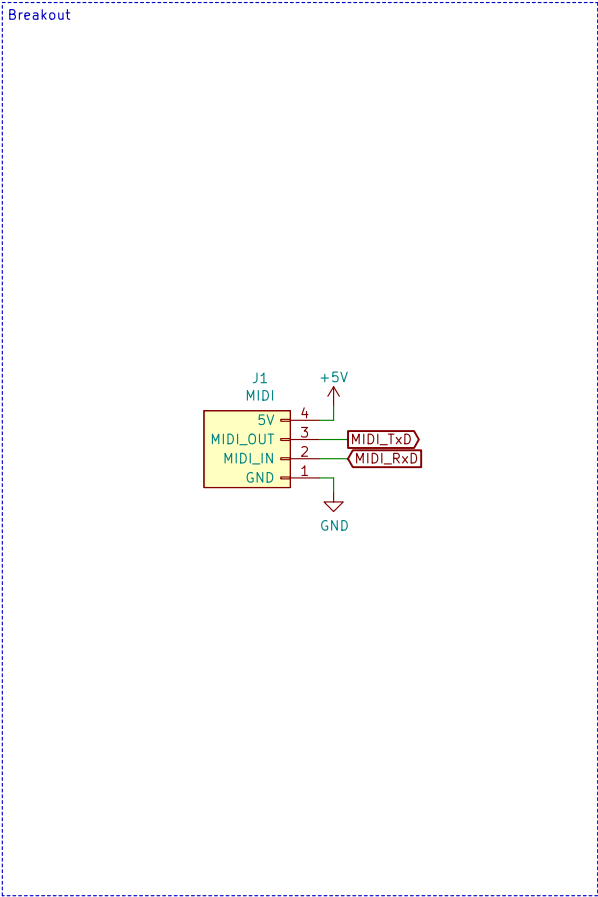 Breakout
J1
MIDI
+5V
5V 4
MIDI_OUT 3 MIDI_TxD
MIDI_IN 2 MIDI_RxD
GND 1
GND